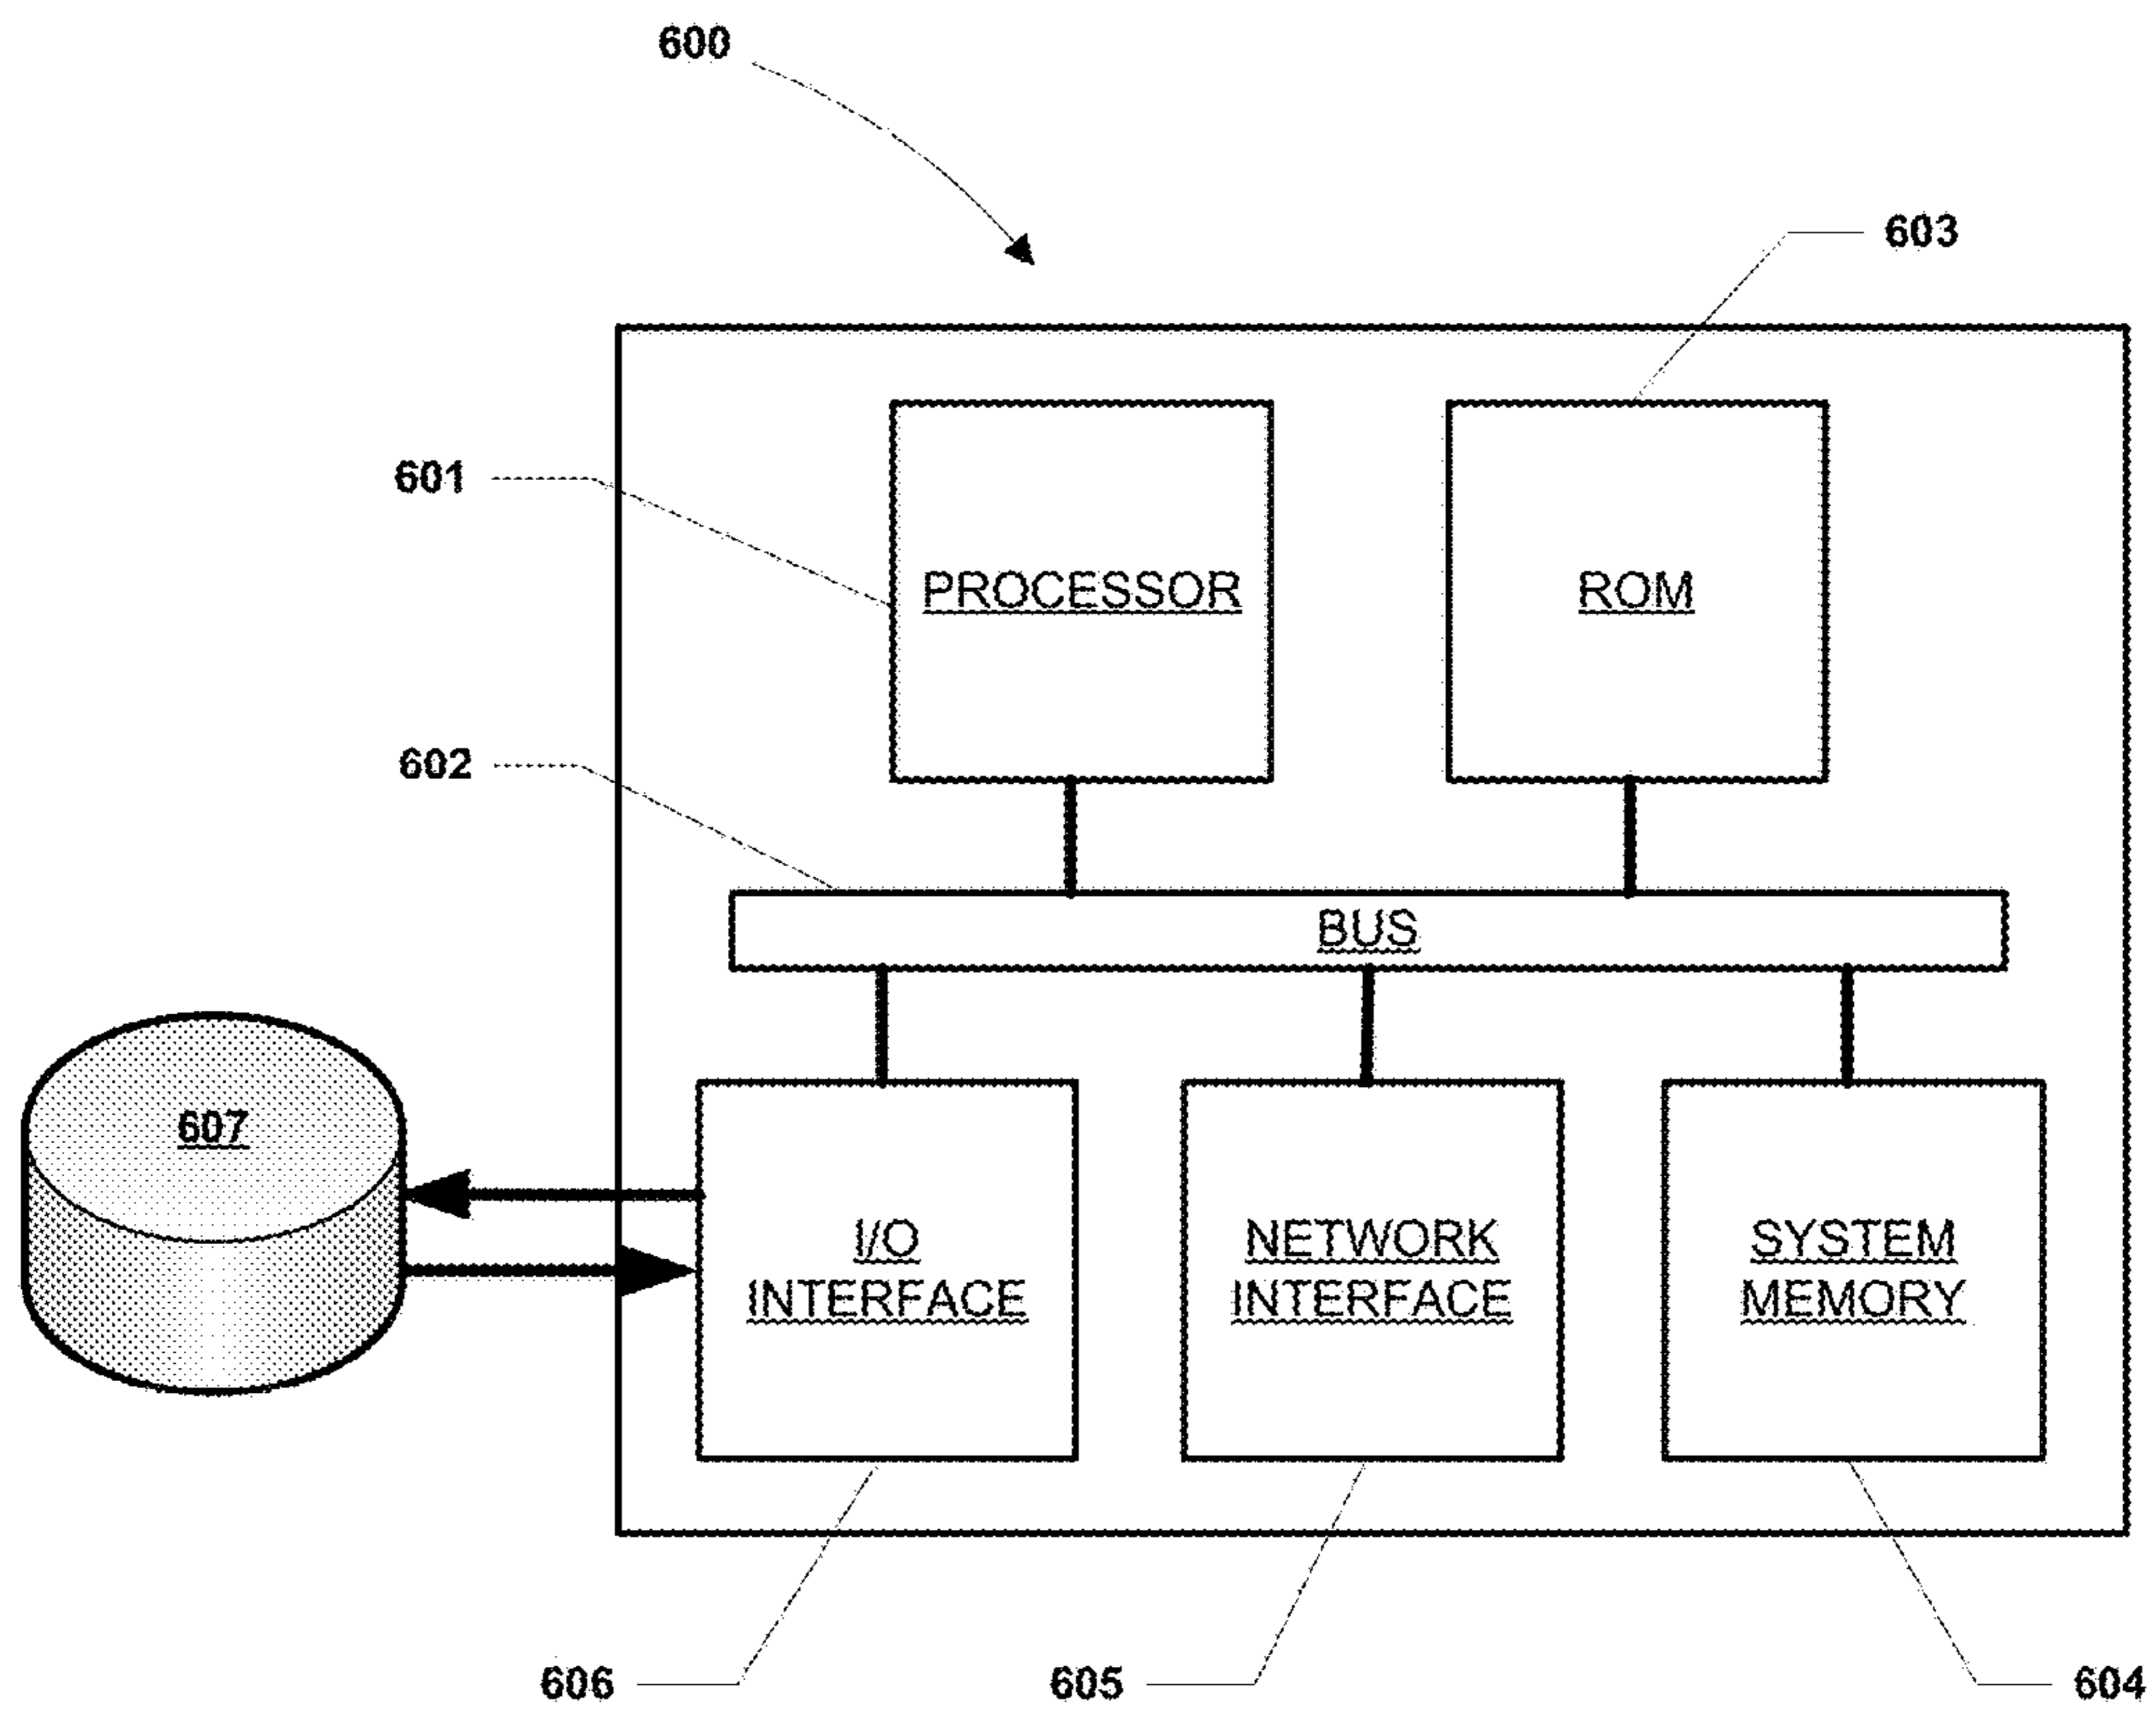 600
603
601
PROCESSOR
ROM
602
BUS
607
I/O
INTERFACE
NETWORK
INTERFACE
SYSTEM
MEMORY
606
605
604